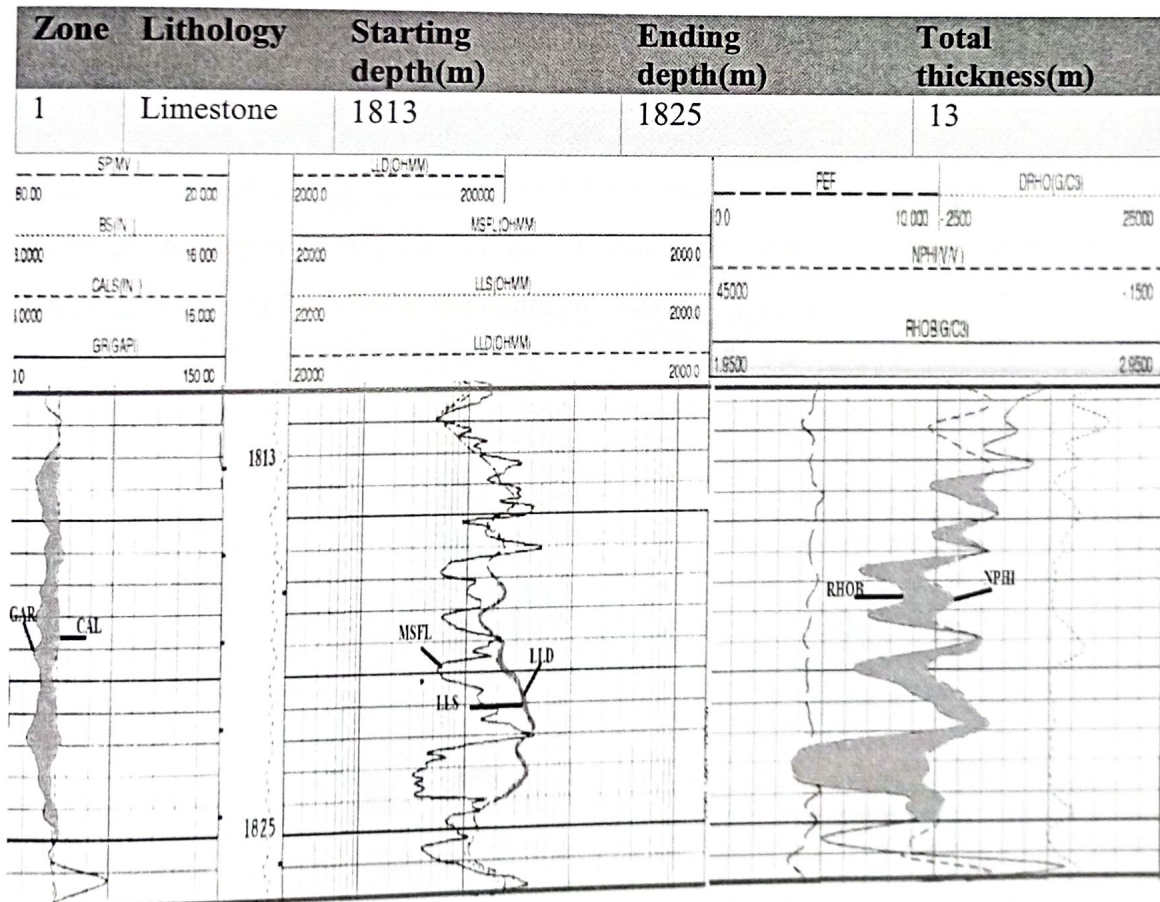 Zone Lithology Starting depth(m) Ending depth(m) Total thickness(m)
1 Limestone 1813 1825 13
SP(MV)
20.000
BS(IN)
16.000
CALS(IN)
15.000
GR(GAPI)
150.00
LLD(OHMM)
2000.0 200000
MSFL(OHMM)
20000 2000.0
LLS(OHMM)
20000 2000.0
LLD(OHMM)
20000 2000.0
PEF DRHO(G/C3)
0.0 10.000 -.2500 25000
NPHI(V/V)
45000 -.1500
RHOB(G/C3)
1.9500 2.9500
1813
GAR
CAL
MSFL
LLD
LLS
RHOB
NPHI
1825